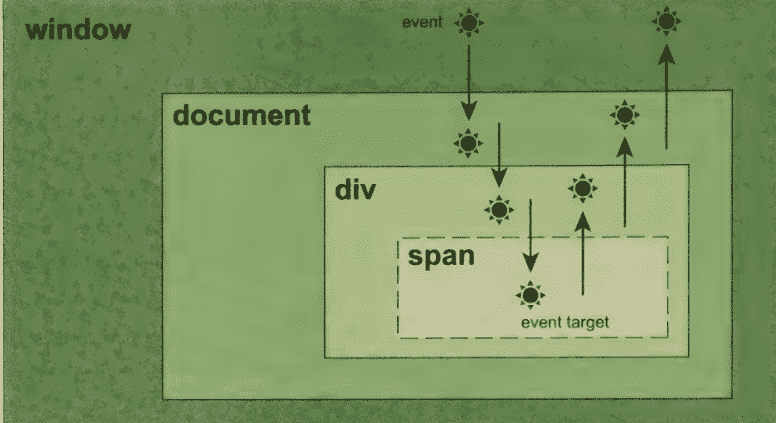 window
event
document
div
span
event target